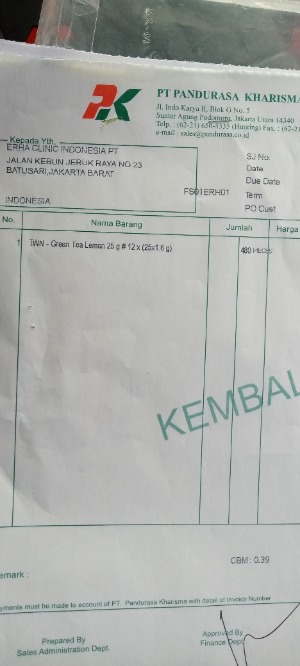 PK
PT PANDURASA KHARISMA
Jl. Indo Karya II, Blok G No. 5
Sunter Agung Podomoro, Jakarta Utara 14340
Telp. : (62-21) 650-5335 (Hunting) Fax. : (62-21
e-mail : sales@pandurasa.co.id
Kepada Yth.
ERHA CLINIC INDONESIA.PT
JALAN KEBUN JERUK RAYA NO 23
BATUSARI,JAKARTA BARAT
INDONESIA
FS01ERH01
SJ No.
Date
Due Date
Term
PO Cust
No. Nama Barang Jumlah Harga
1 TWN - Green Tea Lemon 25 g # 12 x (25x1.6 g) 480 PIECES
KEMBAL
CBM : 0.39
emark :
yments must be made to account of PT. Pandurasa Kharisma with detail of Invoice Number
Prepared By
Sales Administration Dept.
Approved By
Finance Dept.